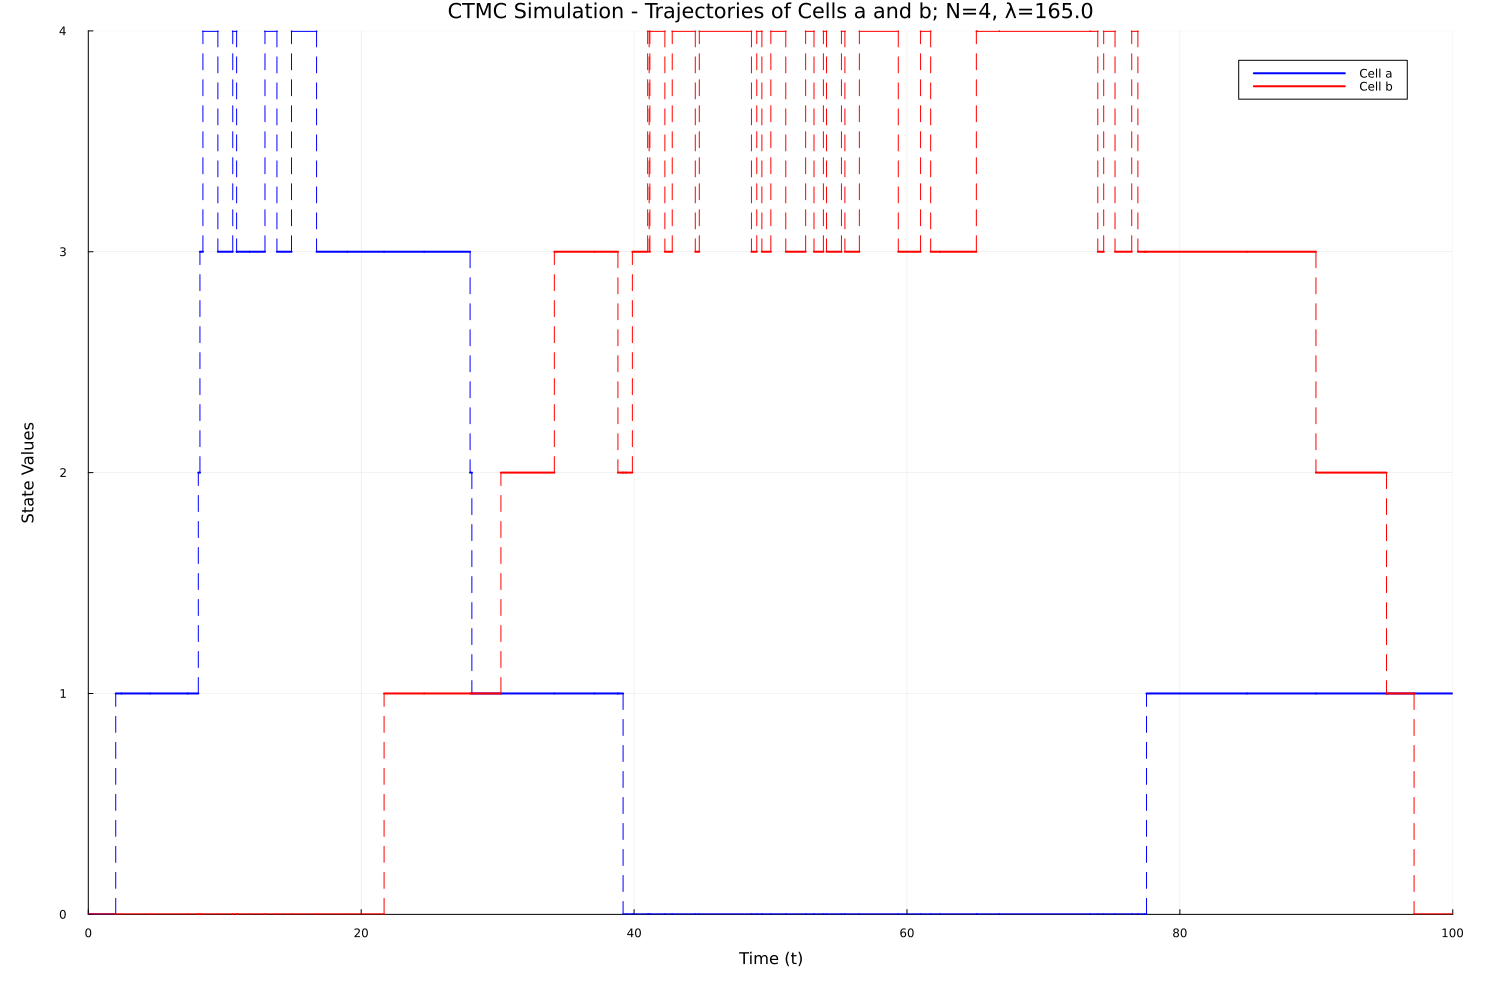 CTMC Simulation - Trajectories of Cells a and b; N=4, λ=165.0
Cell a
Cell b
4
3
2
1
0
State Values
0 20 40 60 80 100
Time (t)